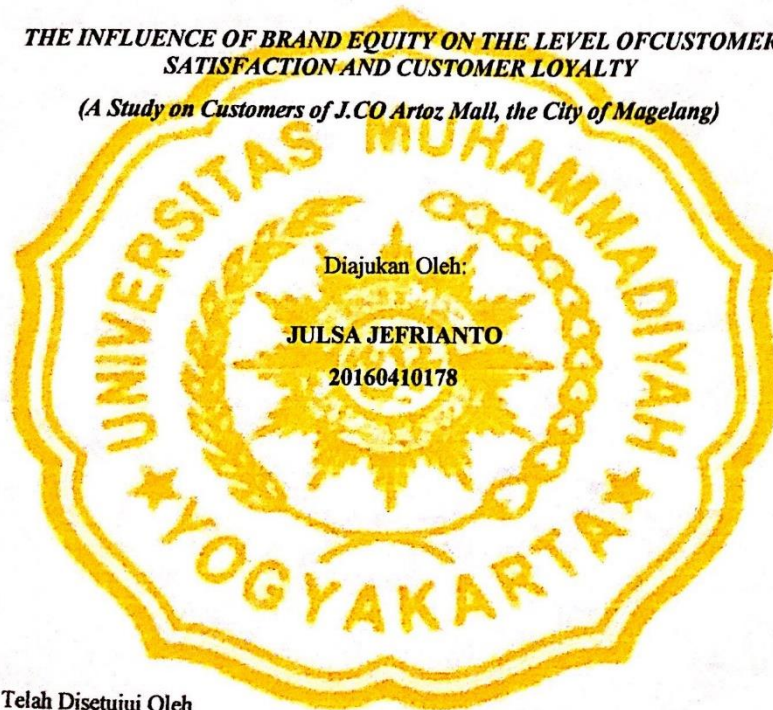 THE INFLUENCE OF BRAND EQUITY ON THE LEVEL OFCUSTOMER
SATISFACTION AND CUSTOMER LOYALTY
(A Study on Customers of J.CO Artoz Mall, the City of Magelang)
UNIVERSITAS MUHAMMADIYAH
YOGYAKARTA
Diajukan Oleh:
JULSA JEFRIANTO
20160410178
Telah Disetujui Oleh